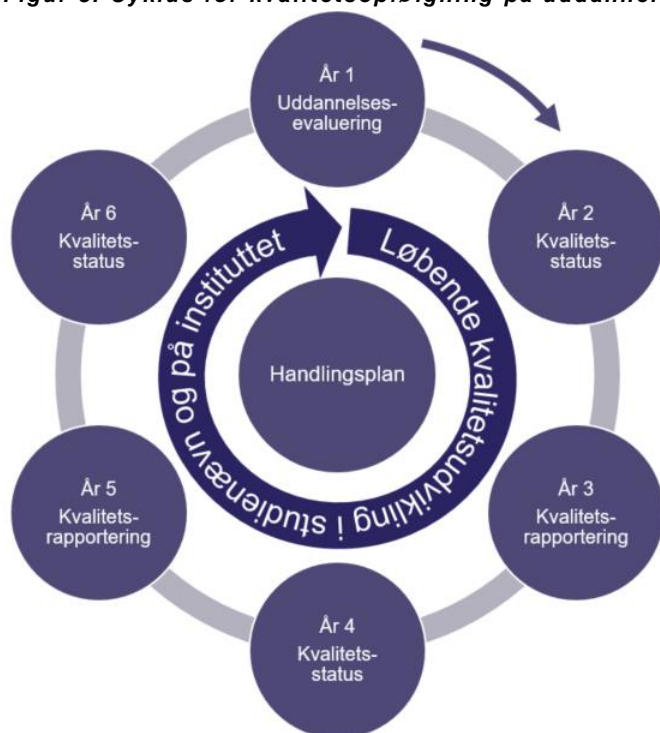 År 1
Uddannelses-
evaluering
År 2
Kvalitets-
status
År 3
Kvalitets-
rapportering
År 4
Kvalitets-
status
År 5
Kvalitets-
rapportering
År 6
Kvalitets-
status
Løbende kvalitetsudvikling i studienævn og på instituttet
Handlingsplan